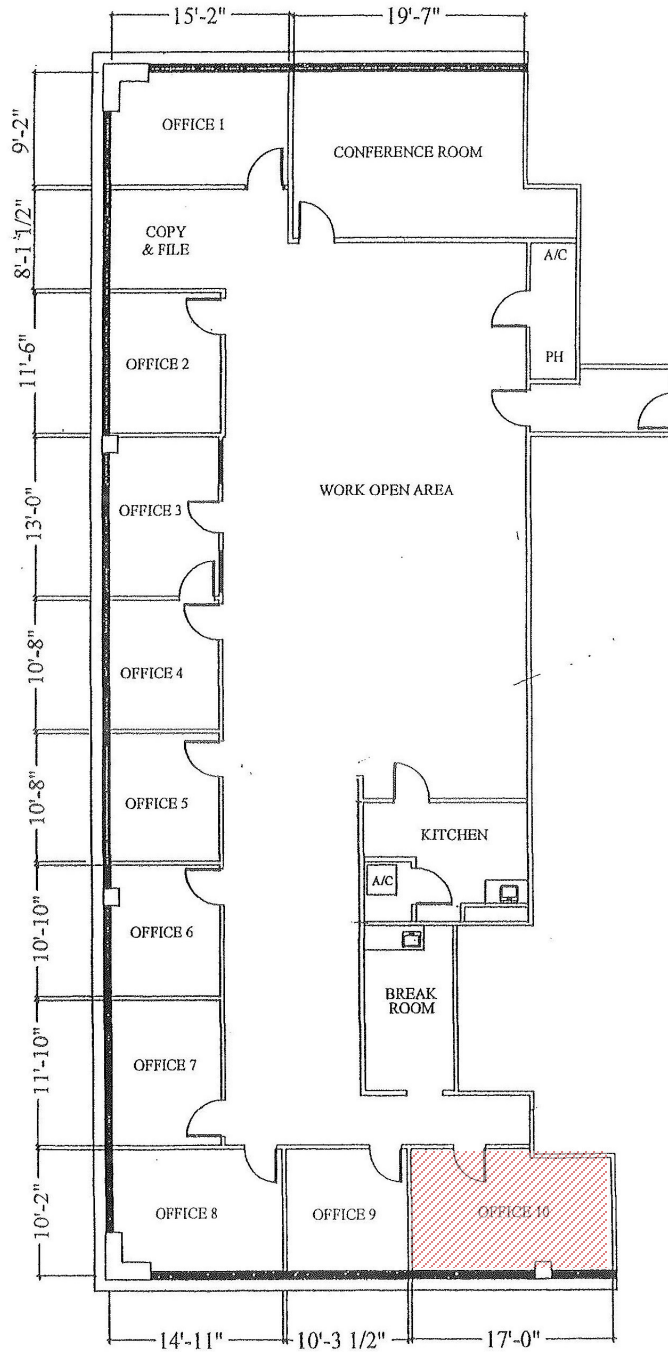 15'-2"
19'-7"
9'-2"
OFFICE 1
CONFERENCE ROOM
8'-1 1/2"
COPY
& FILE
A/C
11'-6"
OFFICE 2
PH
13'-0"
OFFICE 3
WORK OPEN AREA
10'-8"
OFFICE 4
10'-8"
OFFICE 5
KITCHEN
A/C
10'-10"
OFFICE 6
BREAK
ROOM
11'-10"
OFFICE 7
10'-2"
OFFICE 8
OFFICE 9
OFFICE 10
14'-11"
10'-3 1/2"
17'-0"